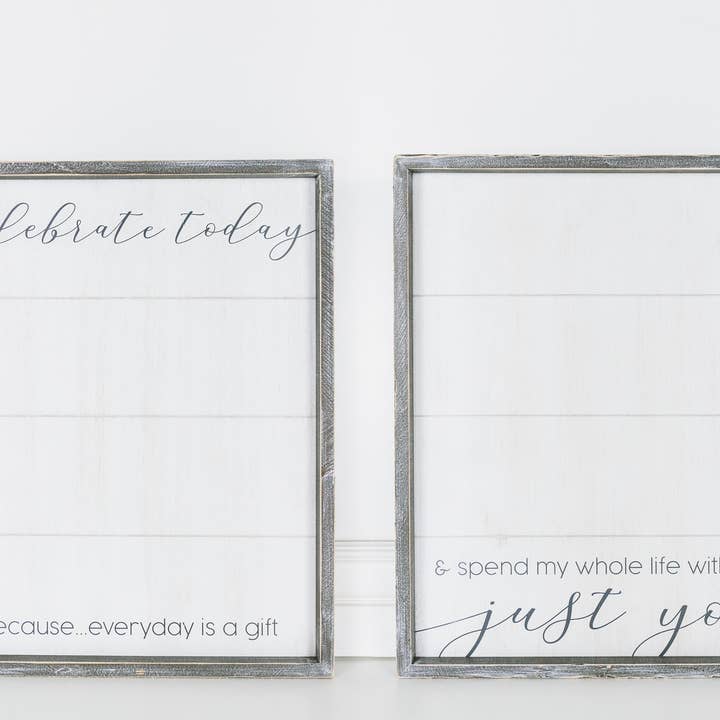 lebrate today
ecause...everyday is a gift
& spend my whole life with
just yo